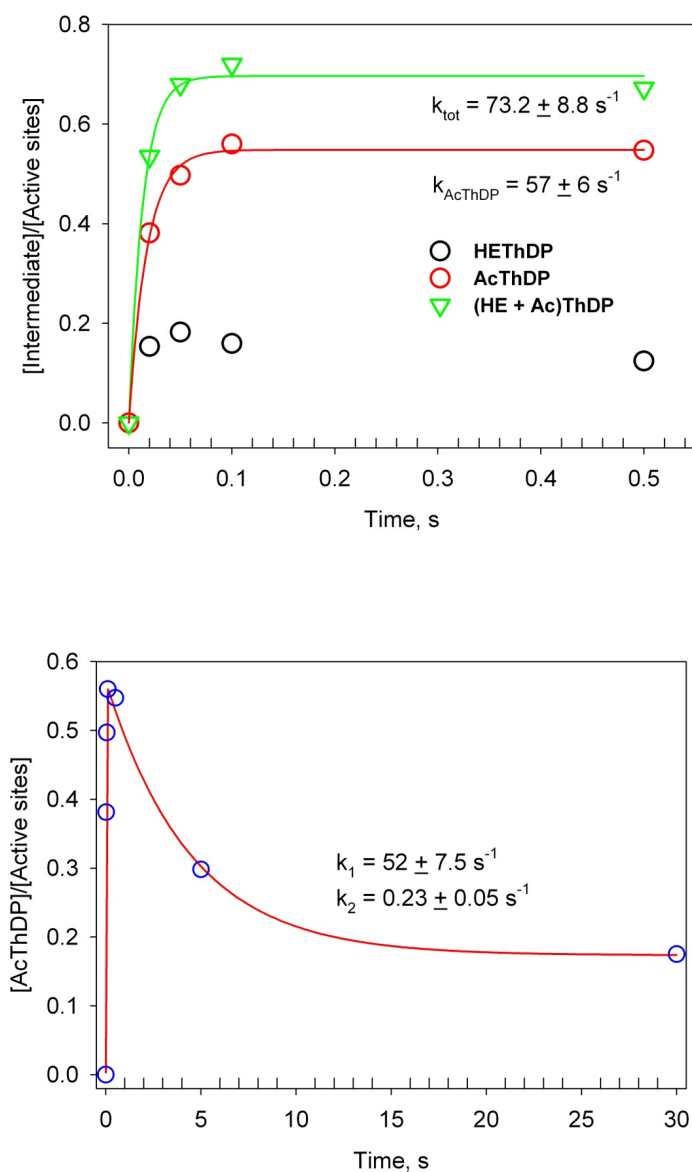 0.8
0.6
0.4
0.2
0.0
[Intermediate]/[Active sites]
k_tot = 73.2 ± 8.8 s⁻¹
k_AcThDP = 57 ± 6 s⁻¹
HEThDP
AcThDP
(HE + Ac)ThDP
0.0 0.1 0.2 0.3 0.4 0.5
Time, s
0.6
0.5
0.4
0.3
0.2
0.1
0.0
[AcThDP]/[Active sites]
k₁ = 52 ± 7.5 s⁻¹
k₂ = 0.23 ± 0.05 s⁻¹
0 5 10 15 20 25 30
Time, s